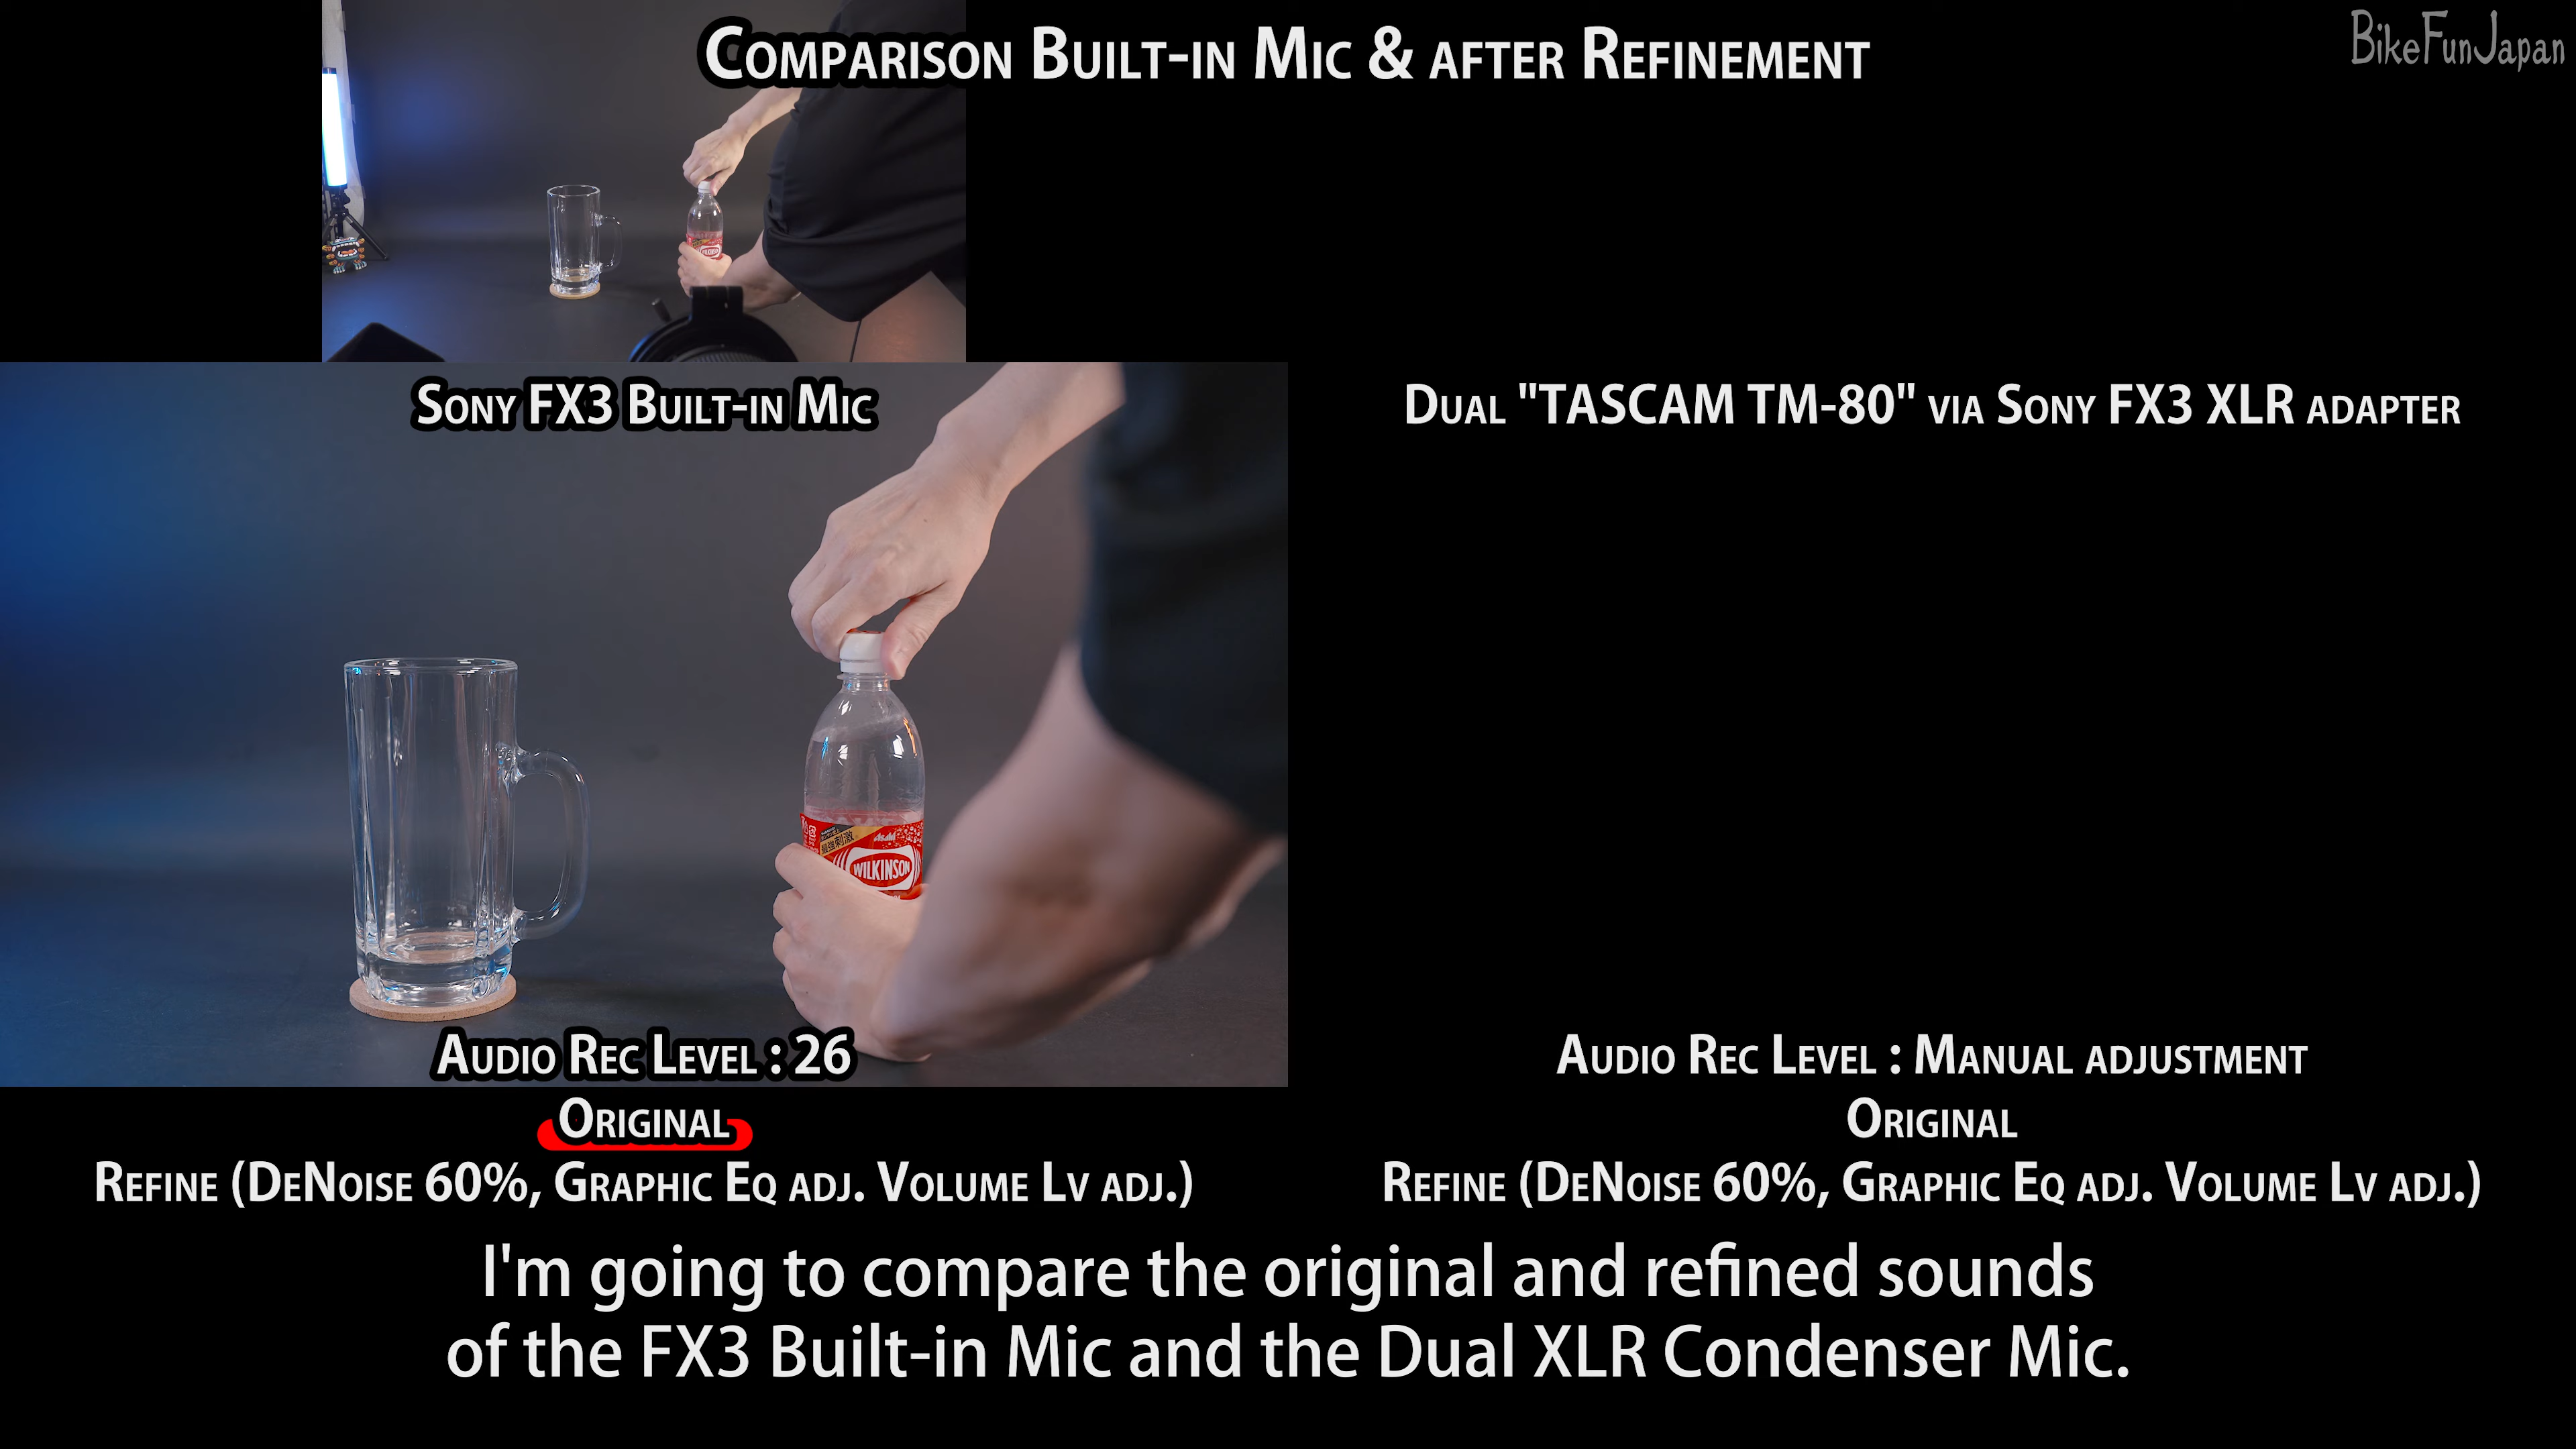 Comparison Built-in Mic & after Refinement
BikeFunJapan
Sony FX3 Built-in Mic
Dual "TASCAM TM-80" via Sony FX3 XLR adapter
Asahi
WILKINSON
Audio Rec Level : 26
Audio Rec Level : Manual adjustment
Original
Original
Refine (DeNoise 60%, Graphic Eq adj. Volume Lv adj.)
Refine (DeNoise 60%, Graphic Eq adj. Volume Lv adj.)
I'm going to compare the original and refined sounds
of the FX3 Built-in Mic and the Dual XLR Condenser Mic.